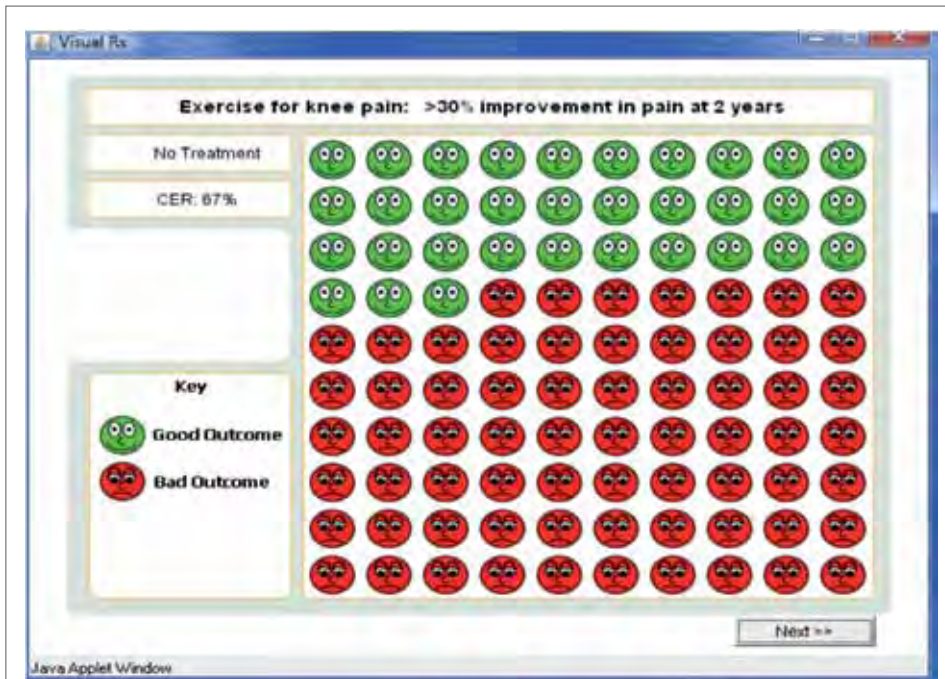 Visual Rx
Exercise for knee pain: >30% improvement in pain at 2 years
No Treatment
CER: 67%
Key
Good Outcome
Bad Outcome
Next >>
Java Applet Window